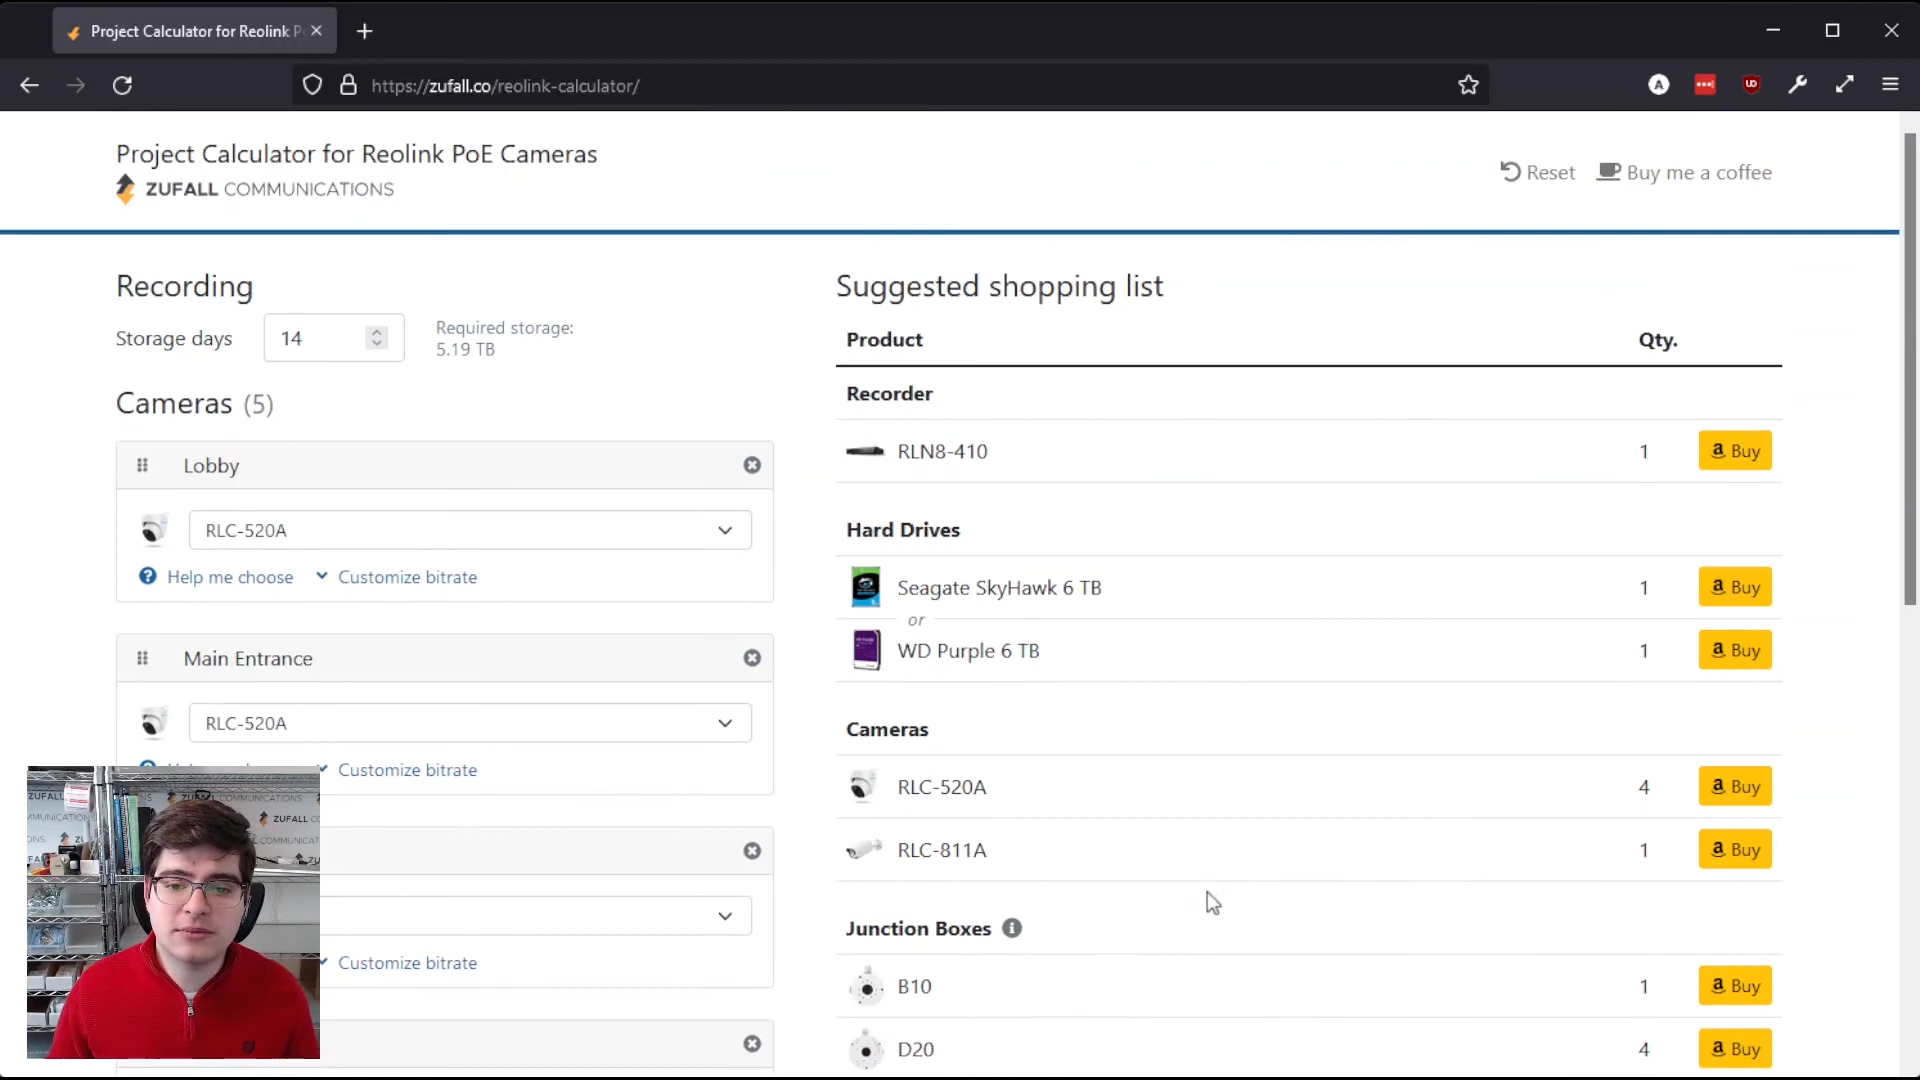 Project Calculator for Reolink P
https://zufall.co/reolink-calculator/
Project Calculator for Reolink PoE Cameras
ZUFALL COMMUNICATIONS
Reset
Buy me a coffee
Recording
Storage days
14
Required storage:
5.19 TB
Cameras (5)
Lobby
RLC-520A
Help me choose
Customize bitrate
Main Entrance
RLC-520A
Customize bitrate
Customize bitrate
Suggested shopping list
Product Qty.
Recorder
RLN8-410 1 Buy
Hard Drives
Seagate SkyHawk 6 TB 1 Buy
or
WD Purple 6 TB 1 Buy
Cameras
RLC-520A 4 Buy
RLC-811A 1 Buy
Junction Boxes
B10 1 Buy
D20 4 Buy
ZUFALL
COMMUNICATIONS
ZUFALL